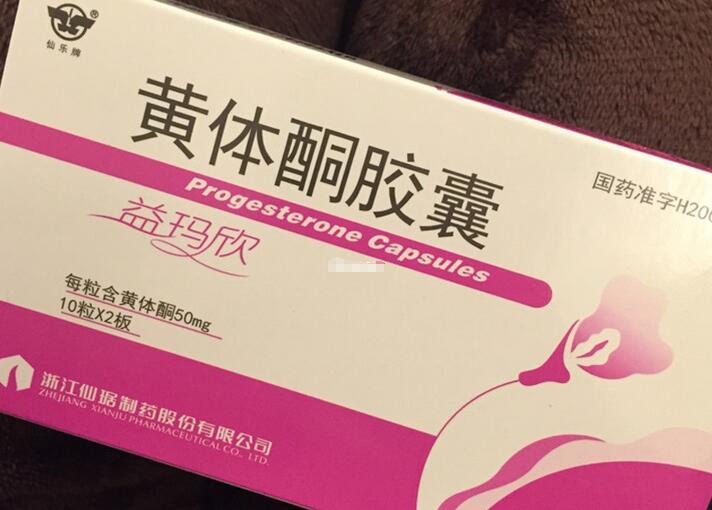 仙乐牌
黄体酮胶囊
Progesterone Capsules
国药准字H200
益玛欣
每粒含黄体酮50mg
10粒X2板
浙江仙琚制药股份有限公司
ZHEJIANG XIANJU PHARMACEUTICAL CO., LTD.